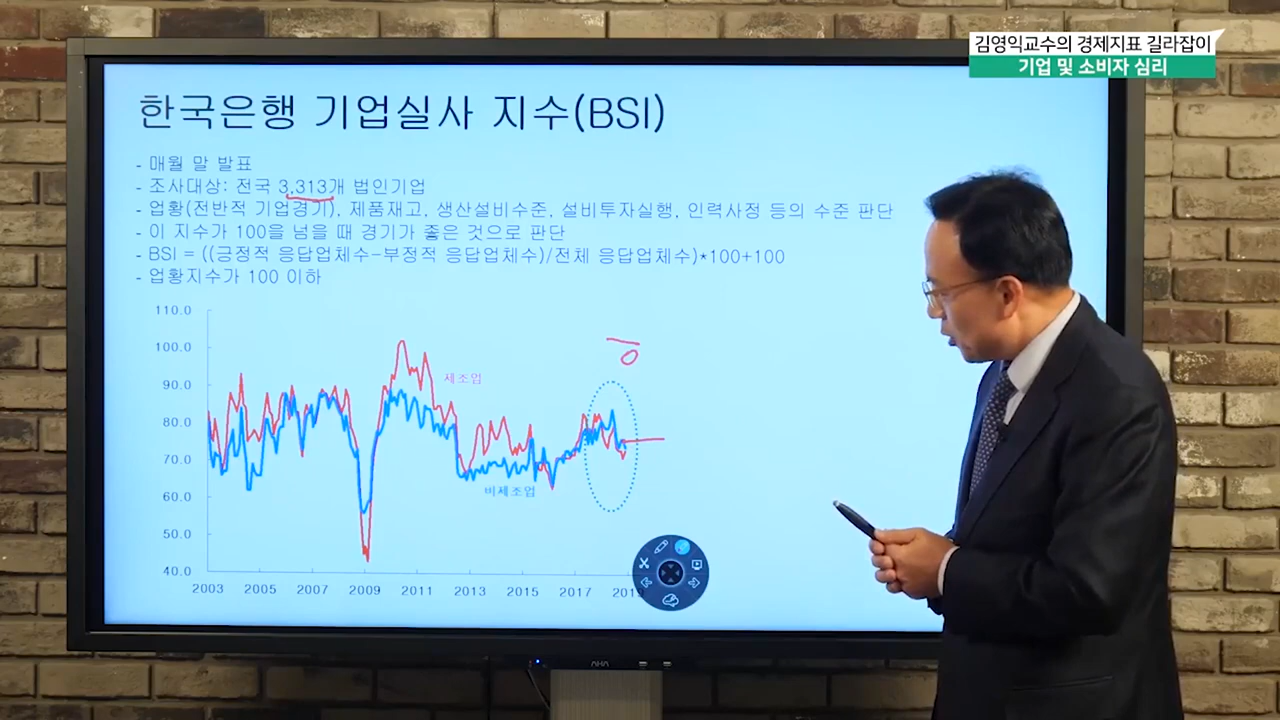 김영익교수의 경제지표 길라잡이
기업 및 소비자 심리
한국은행 기업실사 지수(BSI)
- 매월 말 발표
- 조사대상: 전국 3,313개 법인기업
- 업황(전반적 기업경기), 제품재고, 생산설비수준, 설비투자실행, 인력사정 등의 수준 판단
- 이 지수가 100을 넘을 때 경기가 좋은 것으로 판단
- BSI = ((긍정적 응답업체수-부정적 응답업체수)/전체 응답업체수)*100+100
- 업황지수가 100 이하
110.0
100.0
90.0
80.0
70.0
60.0
50.0
40.0
제조업
비제조업
2003 2005 2007 2009 2011 2013 2015 2017 2019
AHA